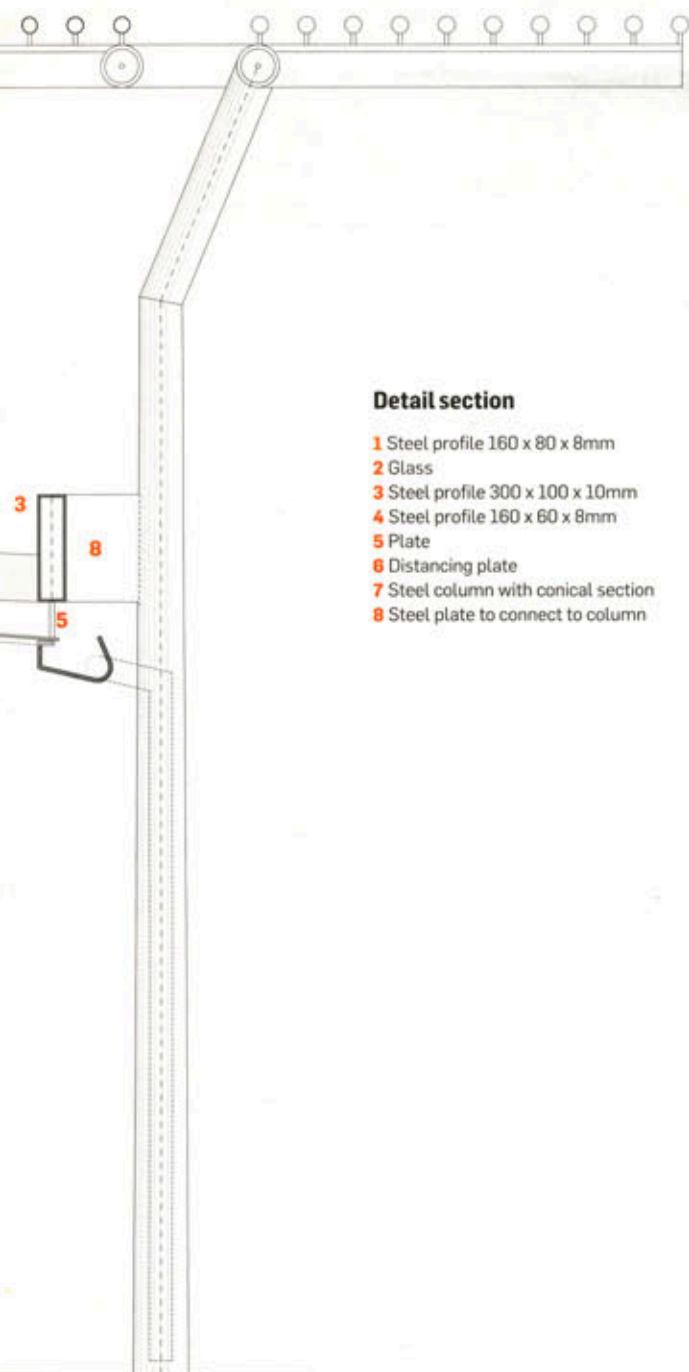 Detail section
1 Steel profile 160 x 80 x 8mm
2 Glass
3 Steel profile 300 x 100 x 10mm
4 Steel profile 160 x 60 x 8mm
5 Plate
6 Distancing plate
7 Steel column with conical section
8 Steel plate to connect to column
3
8
5